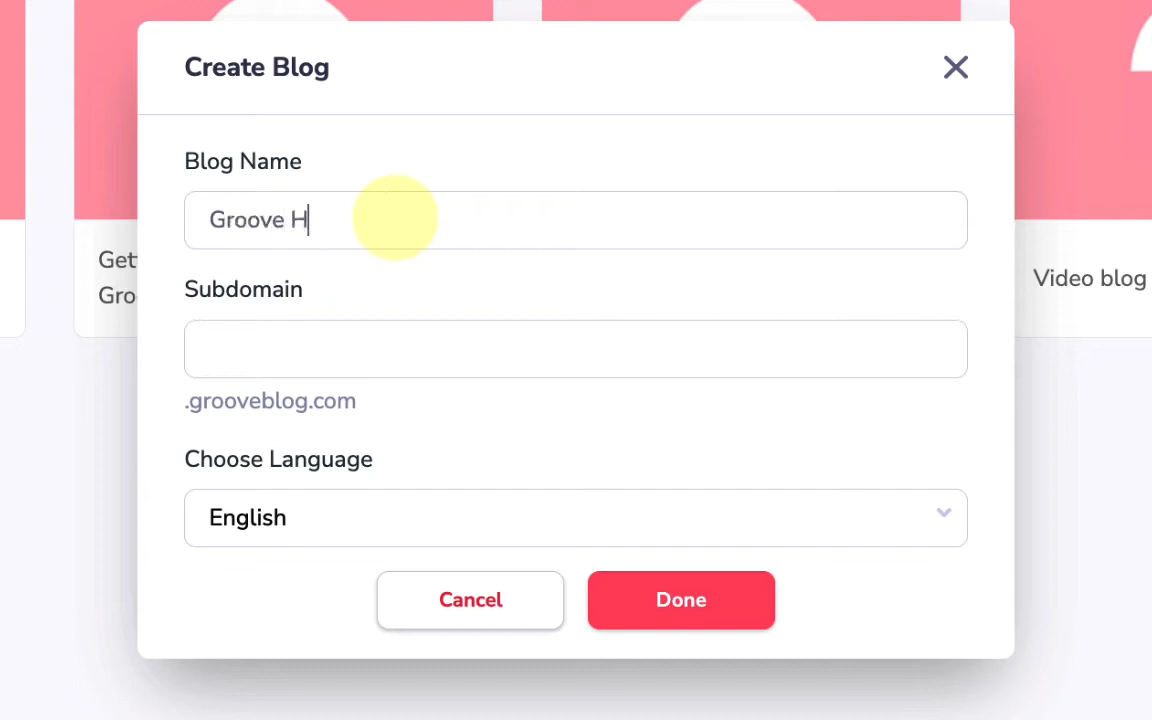 Create Blog
Blog Name
Groove H
Subdomain
.grooveblog.com
Choose Language
English
Cancel
Done
Get
Gro
Video blog